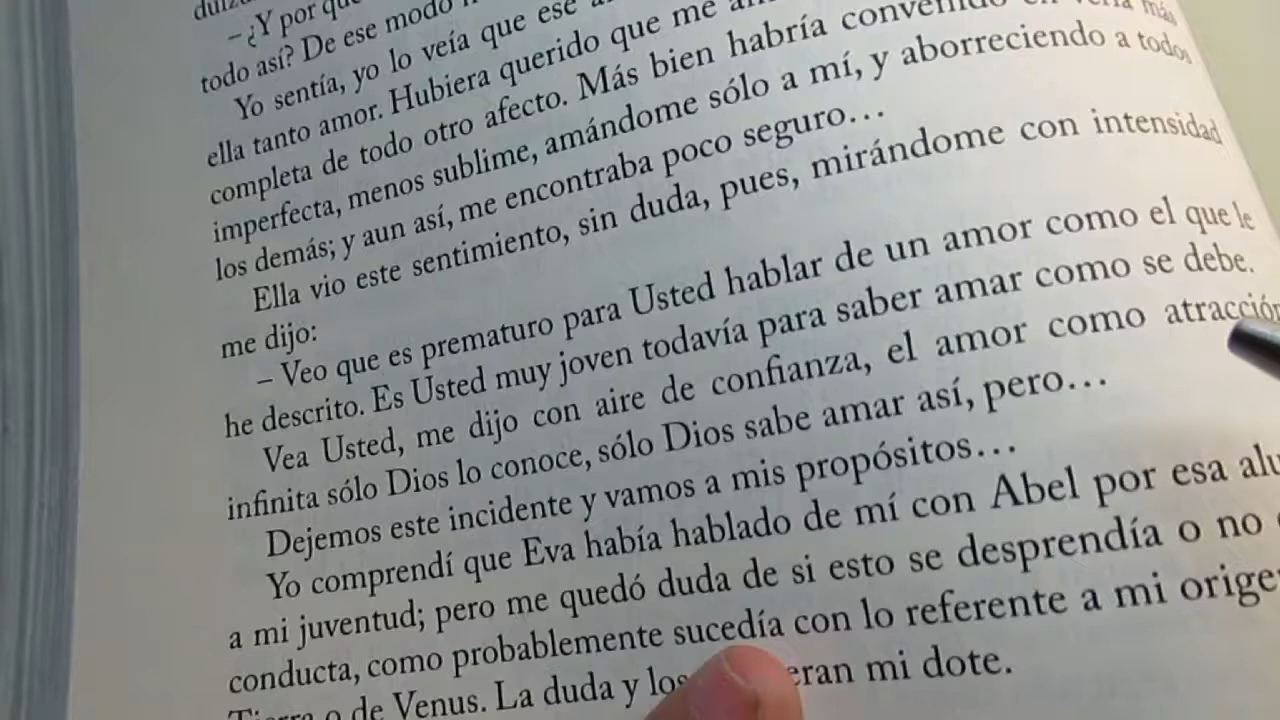 – ¿Y por qué
todo así? De ese modo
Yo sentía, yo lo veía que ese
ella tanto amor. Hubiera querido que me
completa de todo otro afecto. Más bien habría convenido en verla más
imperfecta, menos sublime, amándome sólo a mí, y aborreciendo a todos
los demás; y aun así, me encontraba poco seguro…
Ella vio este sentimiento, sin duda, pues, mirándome con intensidad
me dijo:
– Veo que es prematuro para Usted hablar de un amor como el que le
he descrito. Es Usted muy joven todavía para saber amar como se debe.
Vea Usted, me dijo con aire de confianza, el amor como atracción
infinita sólo Dios lo conoce, sólo Dios sabe amar así, pero…
Dejemos este incidente y vamos a mis propósitos…
Yo comprendí que Eva había hablado de mí con Abel por esa alu
a mi juventud; pero me quedó duda de si esto se desprendía o no
conducta, como probablemente sucedía con lo referente a mi orige
Tierra o de Venus. La duda y los eran mi dote.